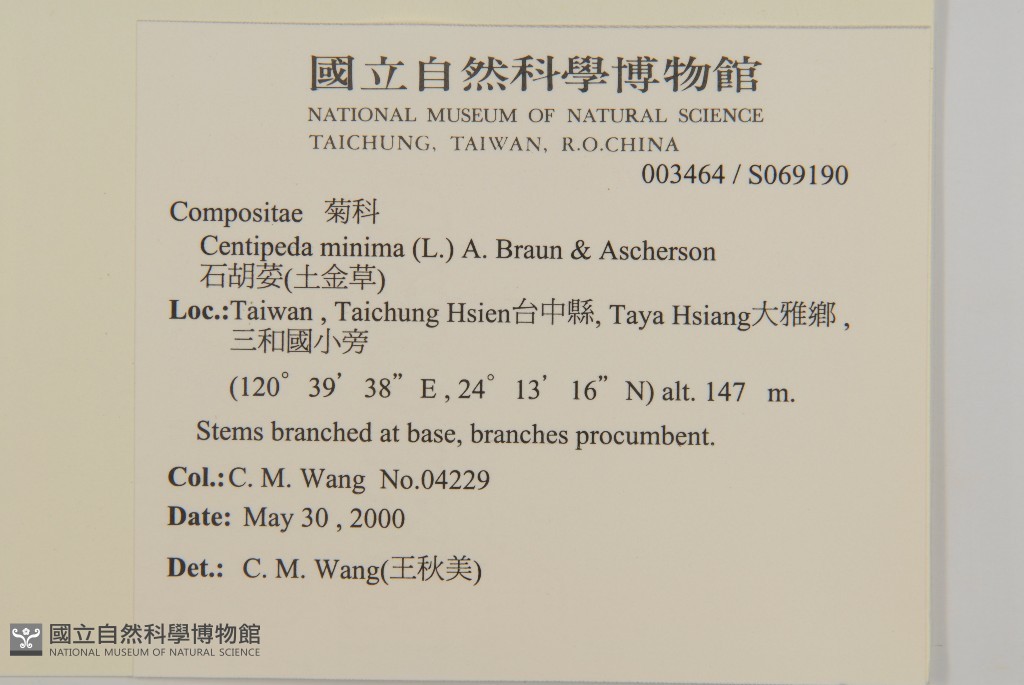 國立自然科學博物館
NATIONAL MUSEUM OF NATURAL SCIENCE
TAICHUNG, TAIWAN, R.O.CHINA
003464 / S069190
Compositae 菊科
Centipeda minima (L.) A. Braun & Ascherson
石胡荽(土金草)
Loc.:Taiwan , Taichung Hsien台中縣, Taya Hsiang大雅鄉 ,
三和國小旁
(120° 39’ 38” E , 24° 13’ 16” N) alt. 147 m.
Stems branched at base, branches procumbent.
Col.:C. M. Wang No.04229
Date: May 30 , 2000
Det.: C. M. Wang(王秋美)
國立自然科學博物館
NATIONAL MUSEUM OF NATURAL SCIENCE